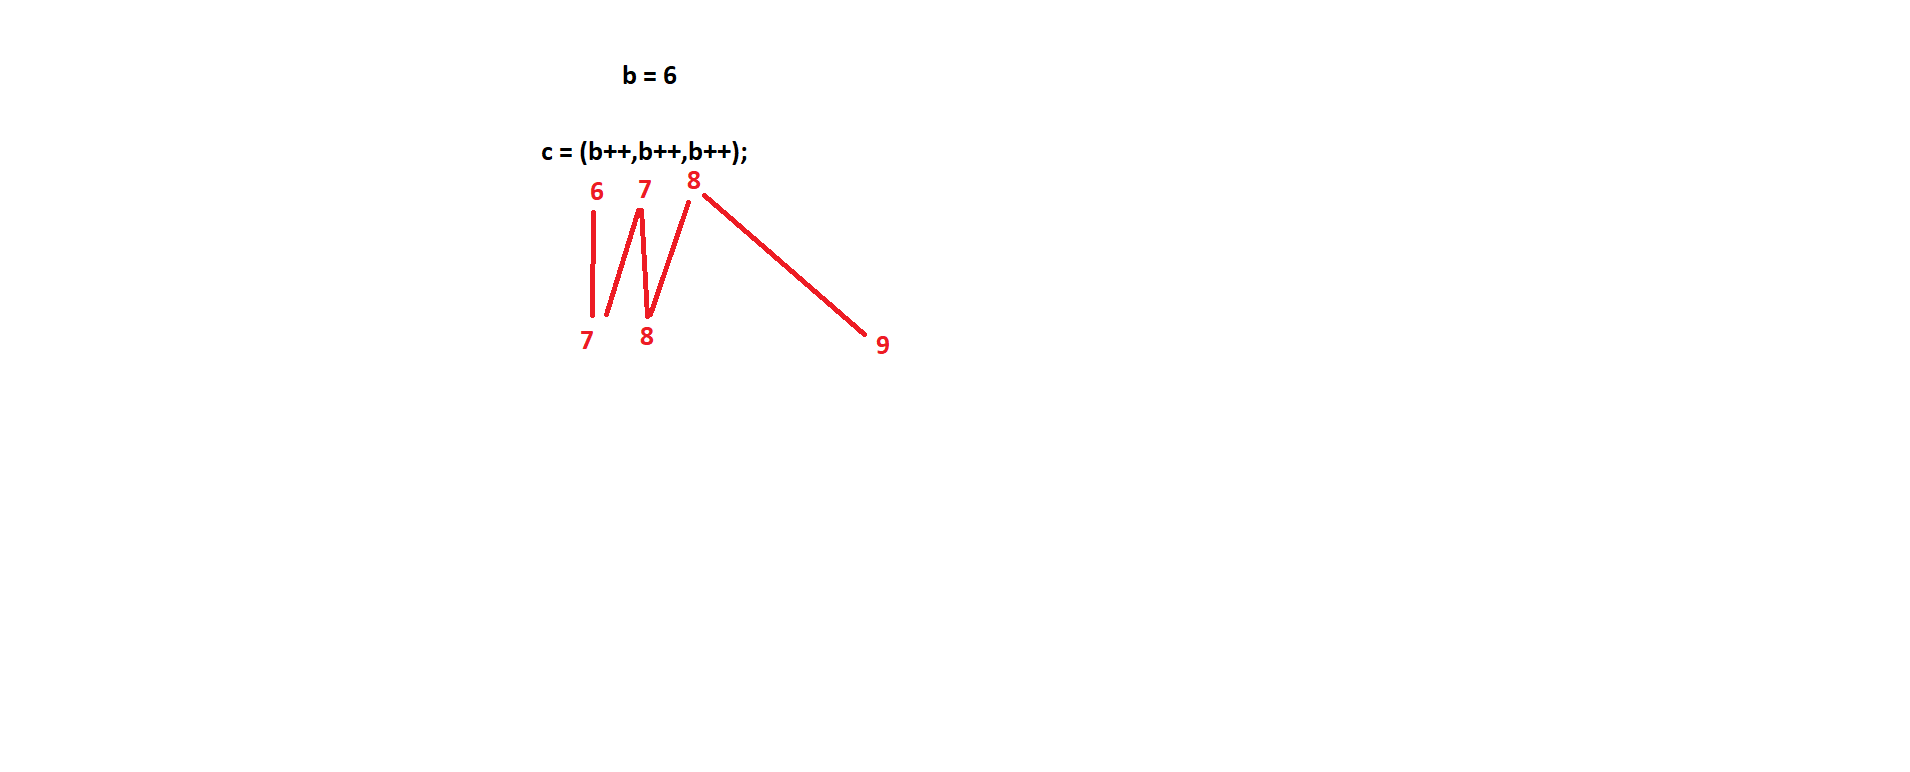 b = 6
c = (b++,b++,b++);
6 7 8
7 8 9